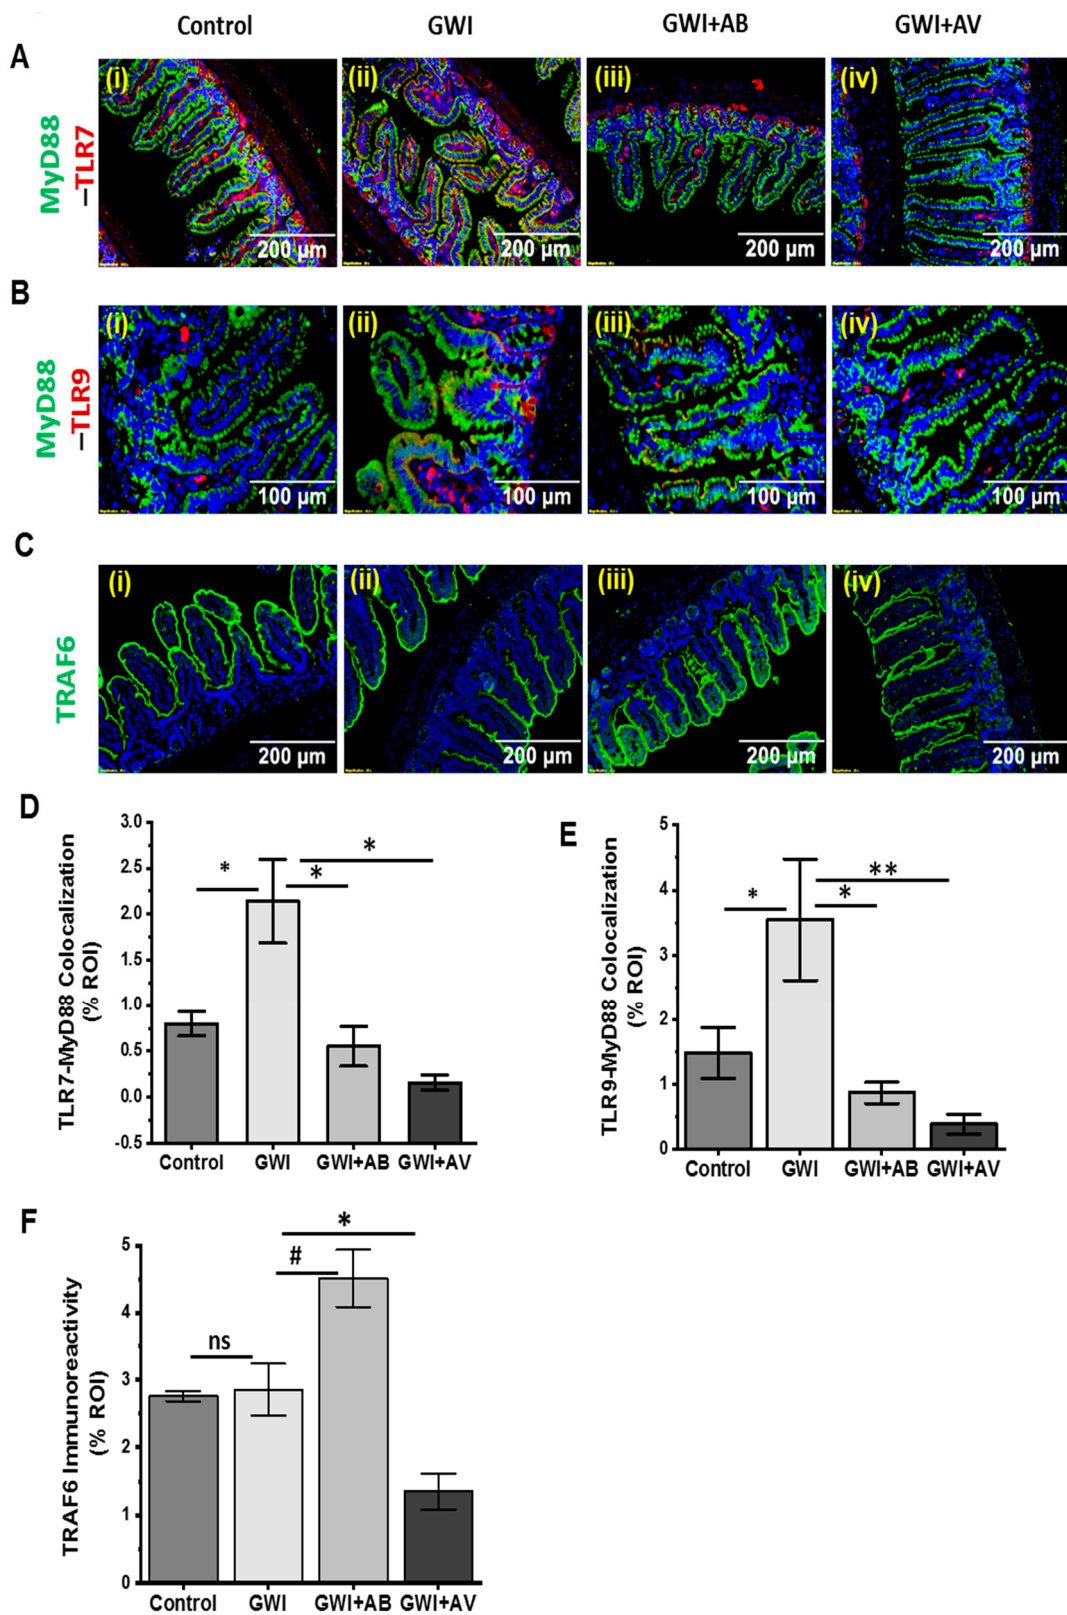 Control GWI GWI+AB GWI+AV
A
MyD88
–TLR7
(i) (ii) (iii) (iv)
200 µm 200 µm 200 µm 200 µm
B
MyD88
–TLR9
(i) (ii) (iii) (iv)
100 µm 100 µm 100 µm 100 µm
C
TRAF6
(i) (ii) (iii) (iv)
200 µm 200 µm 200 µm 200 µm
D
TLR7-MyD88 Colocalization
(% ROI)
3.0
2.5
2.0
1.5
1.0
0.5
0.0
-0.5
* * *
Control GWI GWI+AB GWI+AV
E
TLR9-MyD88 Colocalization
(% ROI)
5
4
3
2
1
0
* * **
Control GWI GWI+AB GWI+AV
F
TRAF6 Immunoreactivity
(% ROI)
5
4
3
2
1
0
ns # *
Control GWI GWI+AB GWI+AV